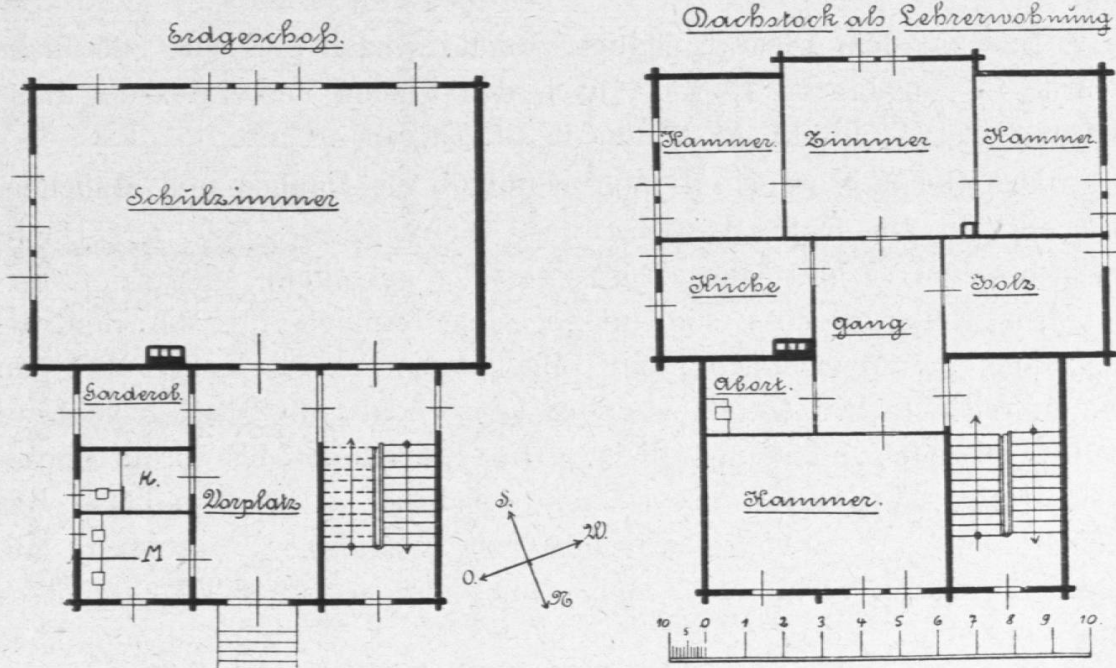 Erdgeschoß.
Schulzimmer
Garderob.
K.
M
Vorplatz
S.
W.
O.
N
Dachstock als Lehrerwohnung
Kammer.
Zimmer
Kammer.
Küche
Gang
Holz
Abort.
Kammer.
10 5 0 1 2 3 4 5 6 7 8 9 10.